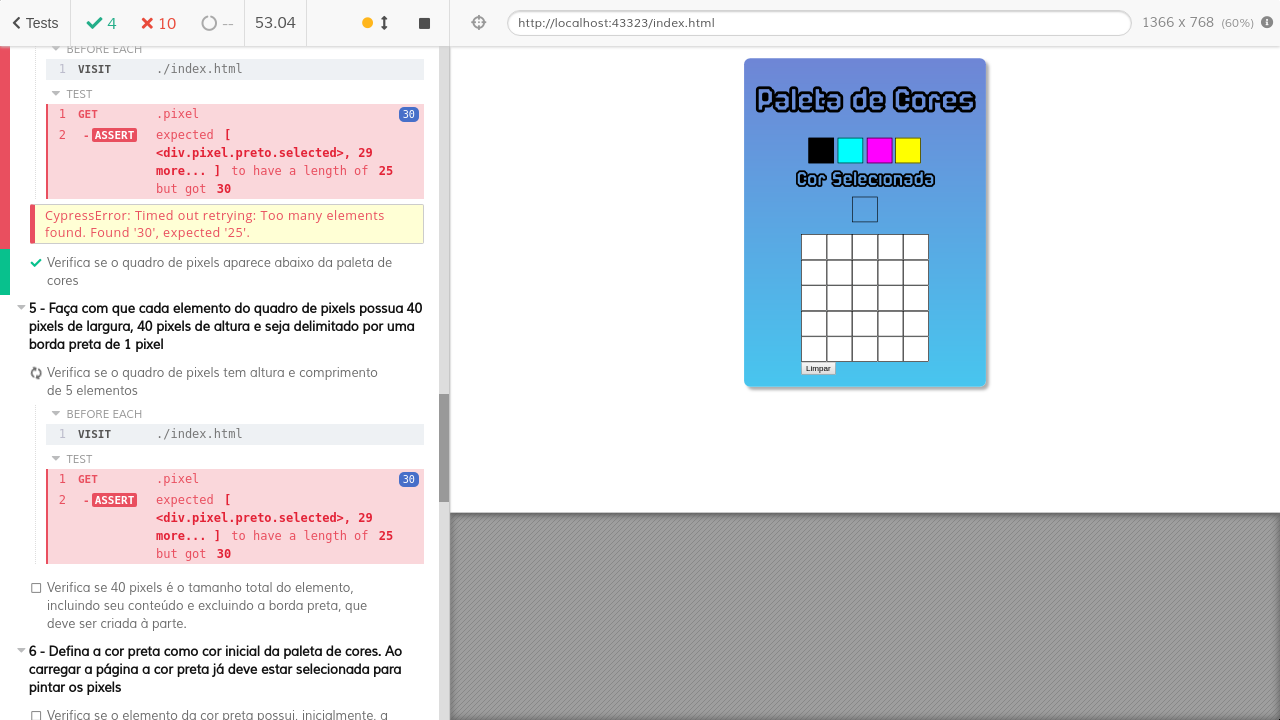 Tests
4
10
--
53.04
http://localhost:43323/index.html
1366 x 768 (60%)
BEFORE EACH
1 VISIT ./index.html
TEST
1 GET .pixel 30
2 -ASSERT expected [
<div.pixel.preto.selected>, 29
more... ] to have a length of 25
but got 30
CypressError: Timed out retrying: Too many elements
found. Found '30', expected '25'.
Verifica se o quadro de pixels aparece abaixo da paleta de
cores
5 - Faça com que cada elemento do quadro de pixels possua 40
pixels de largura, 40 pixels de altura e seja delimitado por uma
borda preta de 1 pixel
Verifica se o quadro de pixels tem altura e comprimento
de 5 elementos
BEFORE EACH
1 VISIT ./index.html
TEST
1 GET .pixel 30
2 -ASSERT expected [
<div.pixel.preto.selected>, 29
more... ] to have a length of 25
but got 30
Verifica se 40 pixels é o tamanho total do elemento,
incluindo seu conteúdo e excluindo a borda preta, que
deve ser criada à parte.
6 - Defina a cor preta como cor inicial da paleta de cores. Ao
carregar a página a cor preta já deve estar selecionada para
pintar os pixels
Verifica se o elemento da cor preta possui, inicialmente, a
Paleta de Cores
Cor Selecionada
Limpar